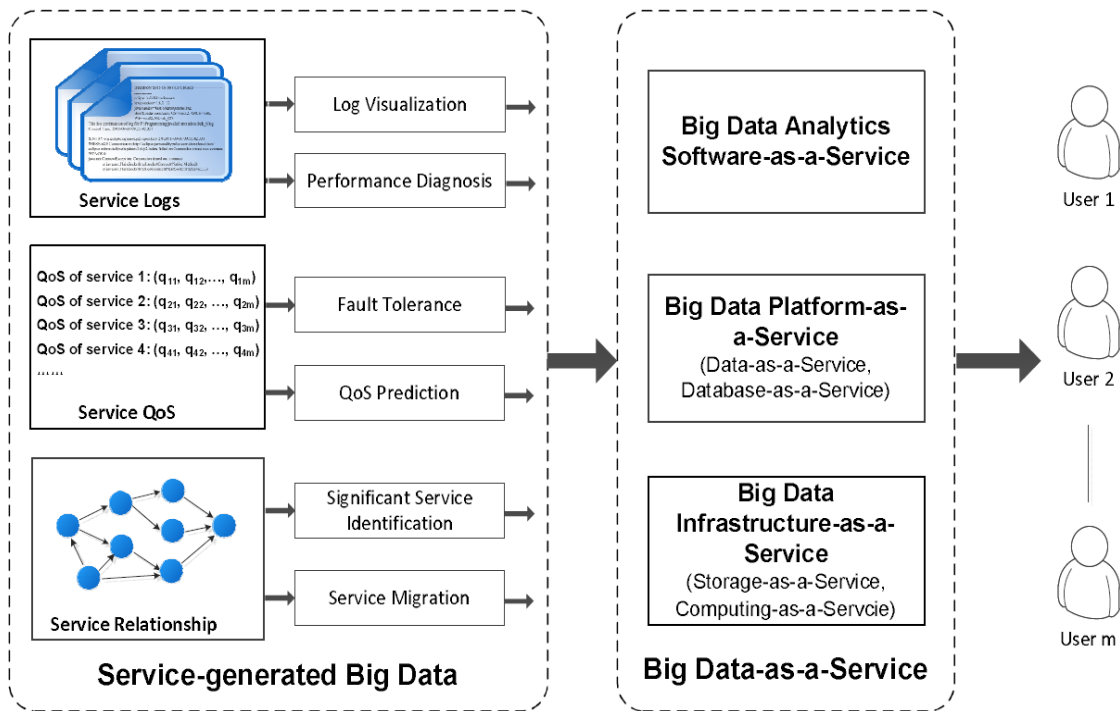 Service Logs
Log Visualization
Performance Diagnosis
QoS of service 1: (q11, q12,..., q1m)
QoS of service 2: (q21, q22, ..., q2m)
QoS of service 3: (q31, q32, ..., q3m)
QoS of service 4: (q41, q42, ..., q4m)
......
Service QoS
Fault Tolerance
QoS Prediction
Service Relationship
Significant Service
Identification
Service Migration
Service-generated Big Data
Big Data Analytics
Software-as-a-Service
Big Data Platform-as-
a-Service
(Data-as-a-Service,
Database-as-a-Service)
Big Data
Infrastructure-as-a-
Service
(Storage-as-a-Service,
Computing-as-a-Servcie)
Big Data-as-a-Service
User 1
User 2
User m